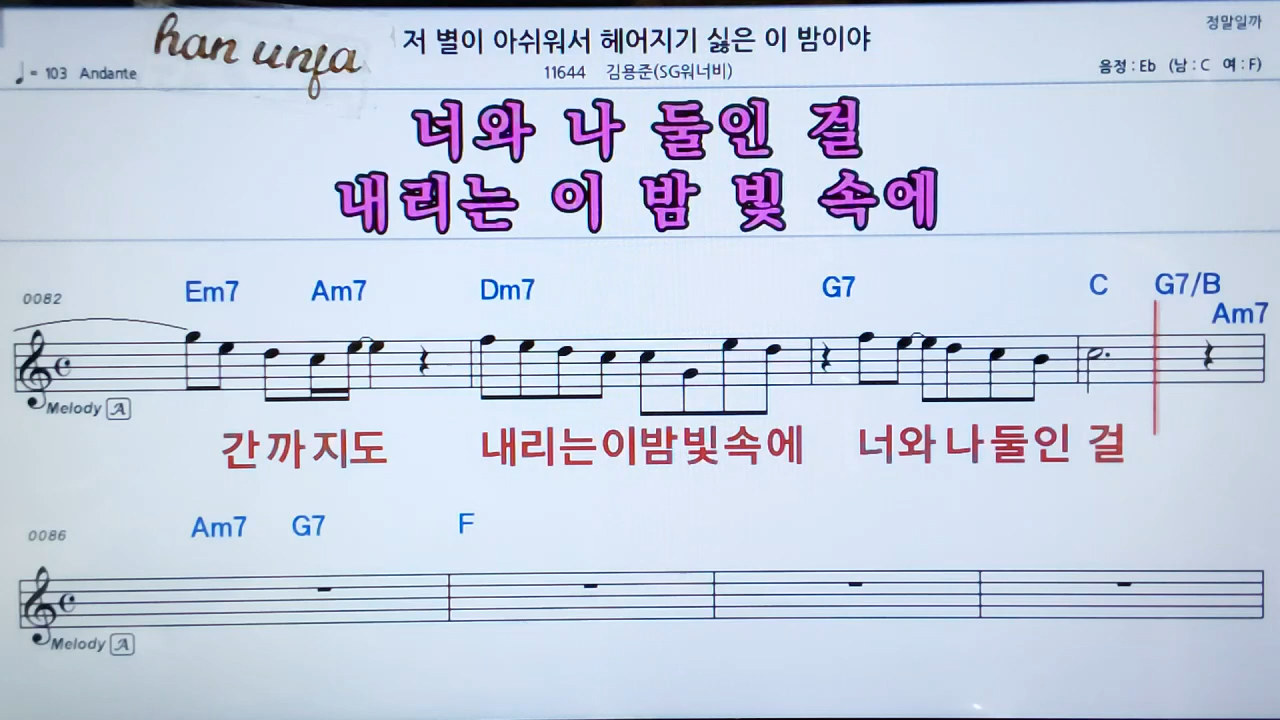 정말일까
han unfa
저 별이 아쉬워서 헤어지기 싫은 이 밤이야
♩= 103 Andante
11644 김용준(SG워너비)
음정 : Eb (남 : C 여 : F)
너와 나 둘인 걸
내리는 이 밤 빛 속에
0082 Em7 Am7 Dm7 G7 C G7/B
Am7
Melody A
간까지도 내리는이밤빛속에 너와나둘인 걸
0086 Am7 G7 F
Melody A